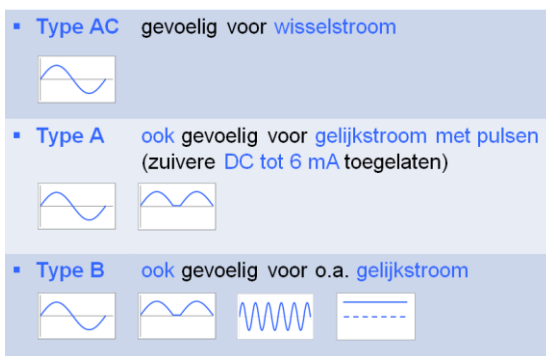 ▪ Type AC gevoelig voor wisselstroom
▪ Type A ook gevoelig voor gelijkstroom met pulsen
(zuivere DC tot 6 mA toegelaten)
▪ Type B ook gevoelig voor o.a. gelijkstroom